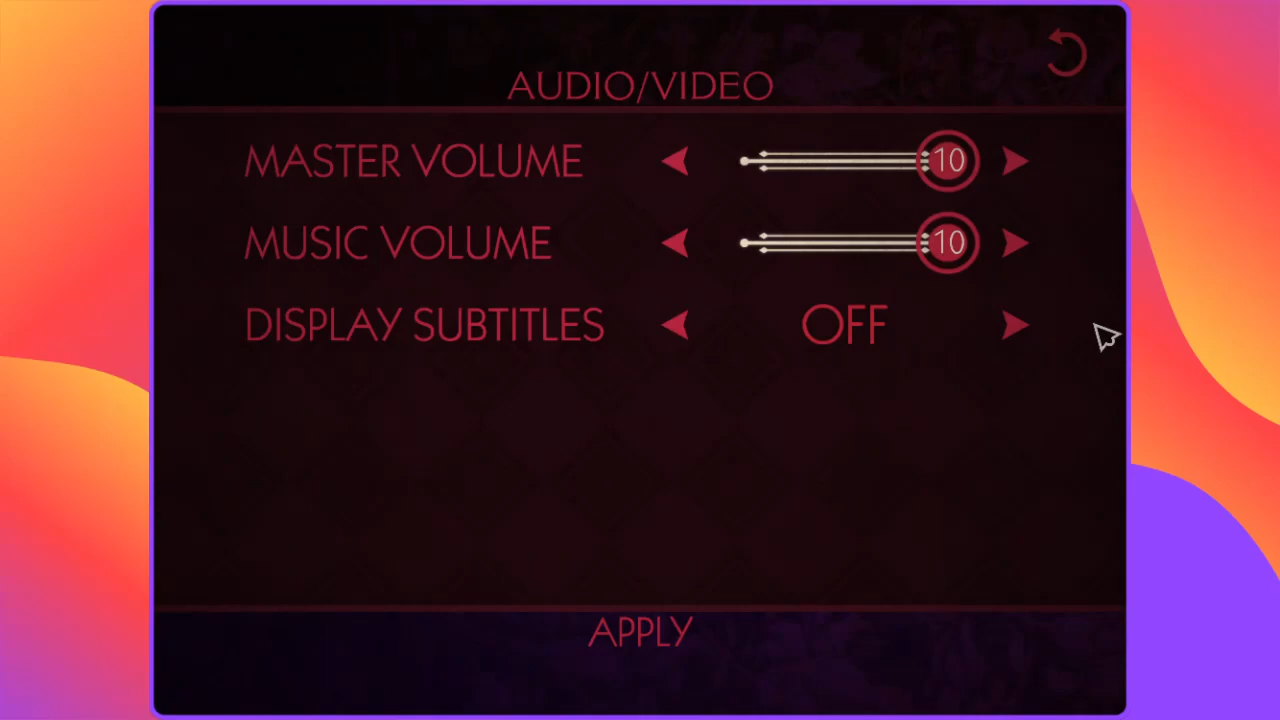 AUDIO/VIDEO
MASTER VOLUME 10
MUSIC VOLUME 10
DISPLAY SUBTITLES OFF
APPLY